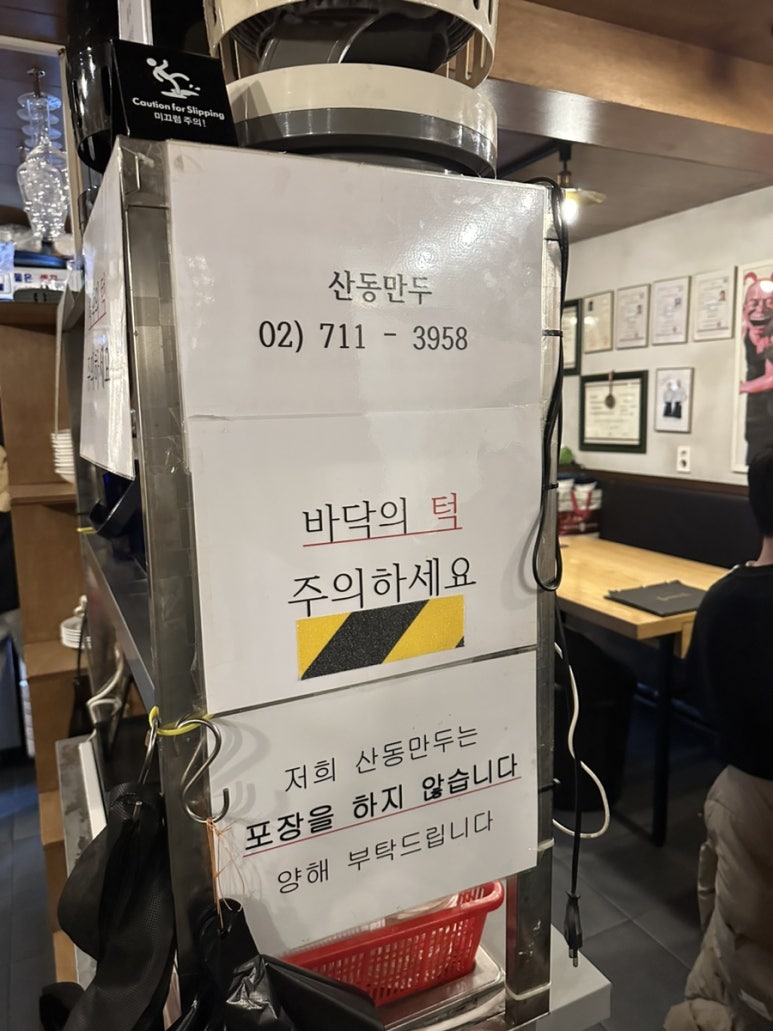 Caution for Slipping
미끄럼 주의!
산동만두
02) 711 - 3958
바닥의 턱
주의하세요
저희 산동만두는
포장을 하지 않습니다
양해 부탁드립니다